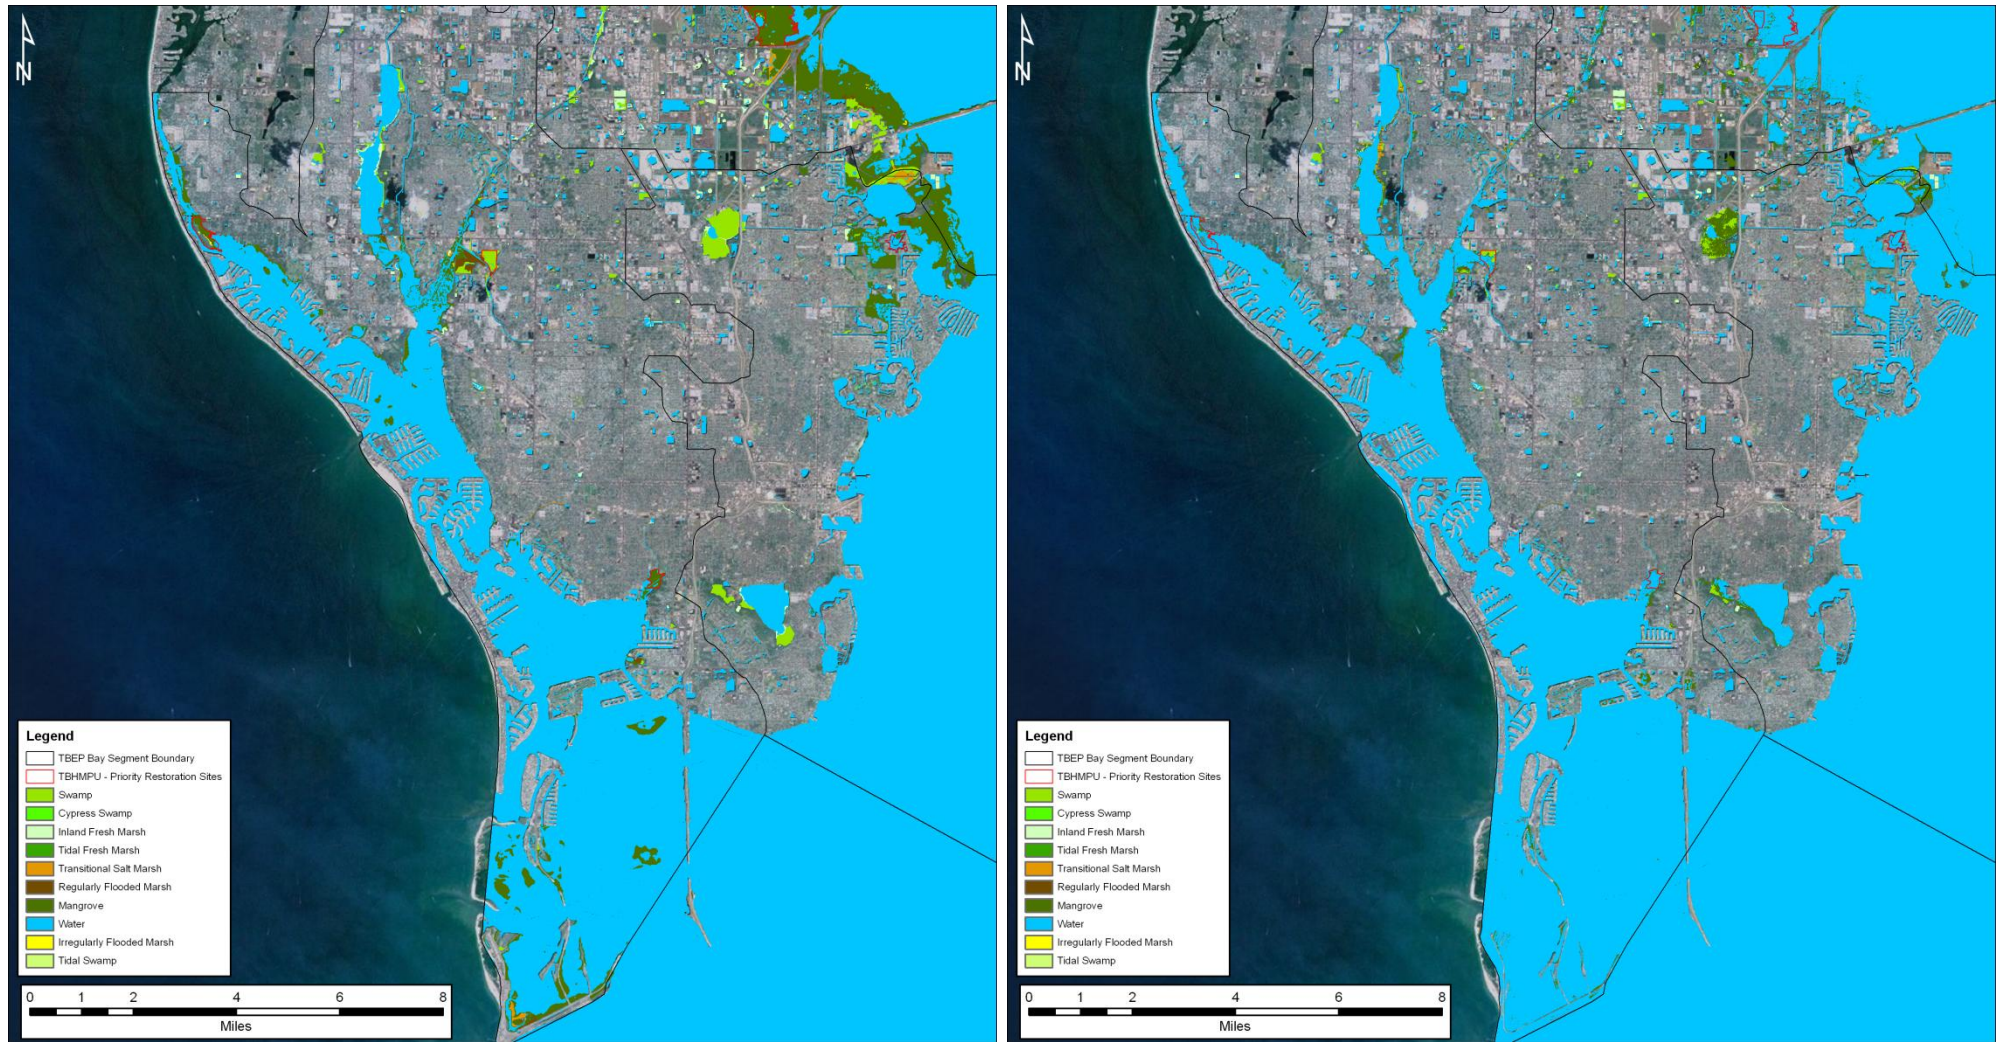 N
Legend
TBEP Bay Segment Boundary
TBHMPU - Priority Restoration Sites
Swamp
Cypress Swamp
Inland Fresh Marsh
Tidal Fresh Marsh
Transitional Salt Marsh
Regularly Flooded Marsh
Mangrove
Water
Irregularly Flooded Marsh
Tidal Swamp
0 1 2 4 6 8
Miles
N
Legend
TBEP Bay Segment Boundary
TBHMPU - Priority Restoration Sites
Swamp
Cypress Swamp
Inland Fresh Marsh
Tidal Fresh Marsh
Transitional Salt Marsh
Regularly Flooded Marsh
Mangrove
Water
Irregularly Flooded Marsh
Tidal Swamp
0 1 2 4 6 8
Miles